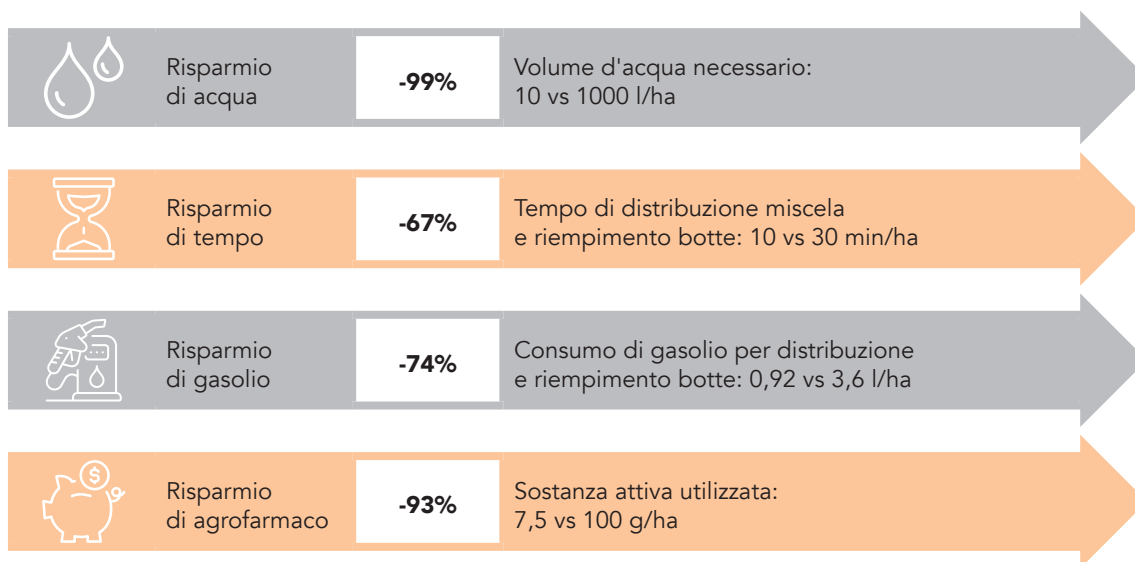 Risparmio
di acqua
-99%
Volume d'acqua necessario:
10 vs 1000 l/ha
Risparmio
di tempo
-67%
Tempo di distribuzione miscela
e riempimento botte: 10 vs 30 min/ha
Risparmio
di gasolio
-74%
Consumo di gasolio per distribuzione
e riempimento botte: 0,92 vs 3,6 l/ha
$
Risparmio
di agrofarmaco
-93%
Sostanza attiva utilizzata:
7,5 vs 100 g/ha